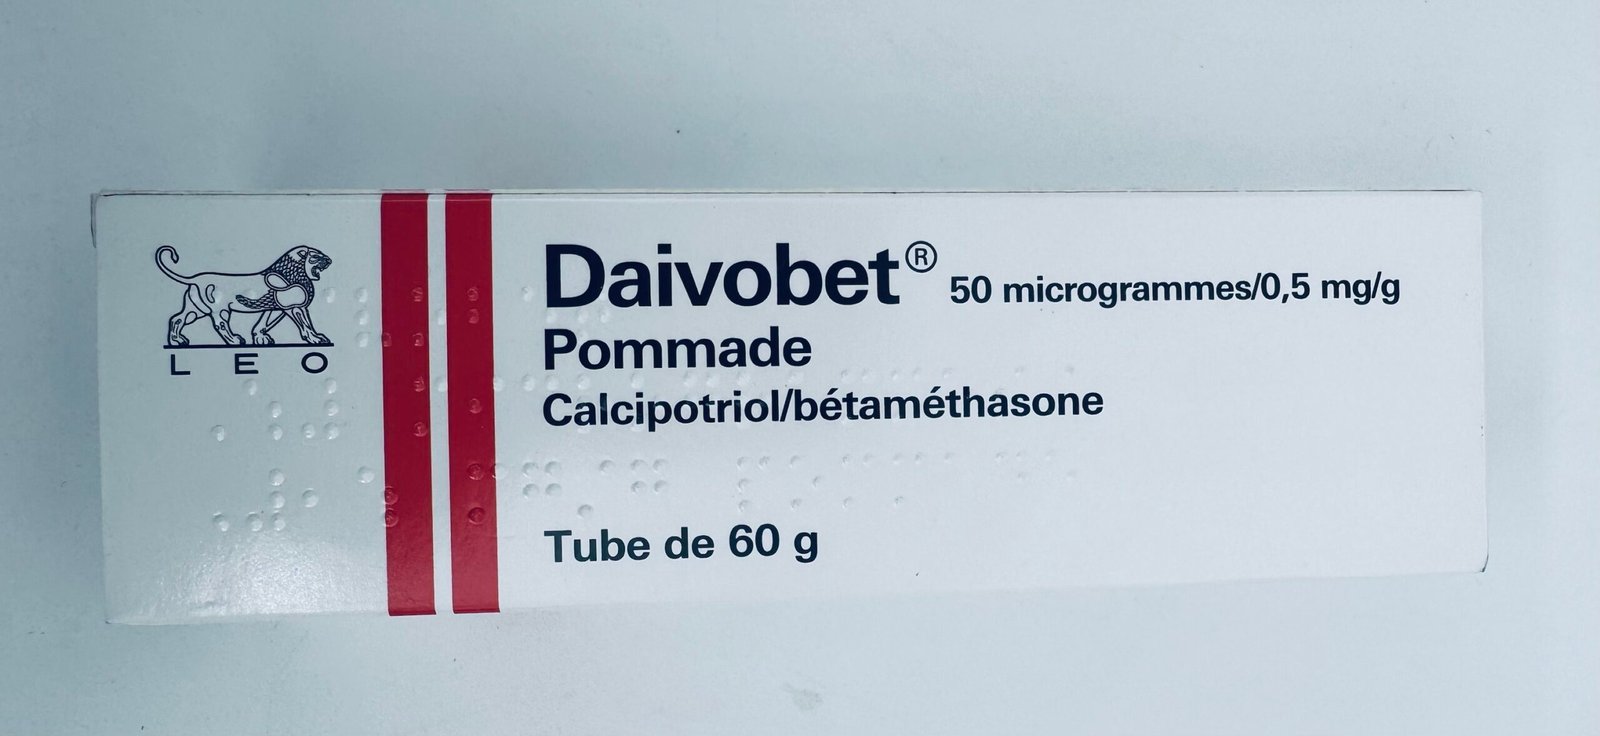 LEO
Daivobet® 50 microgrammes/0,5 mg/g
Pommade
Calcipotriol/bétaméthasone
Tube de 60 g